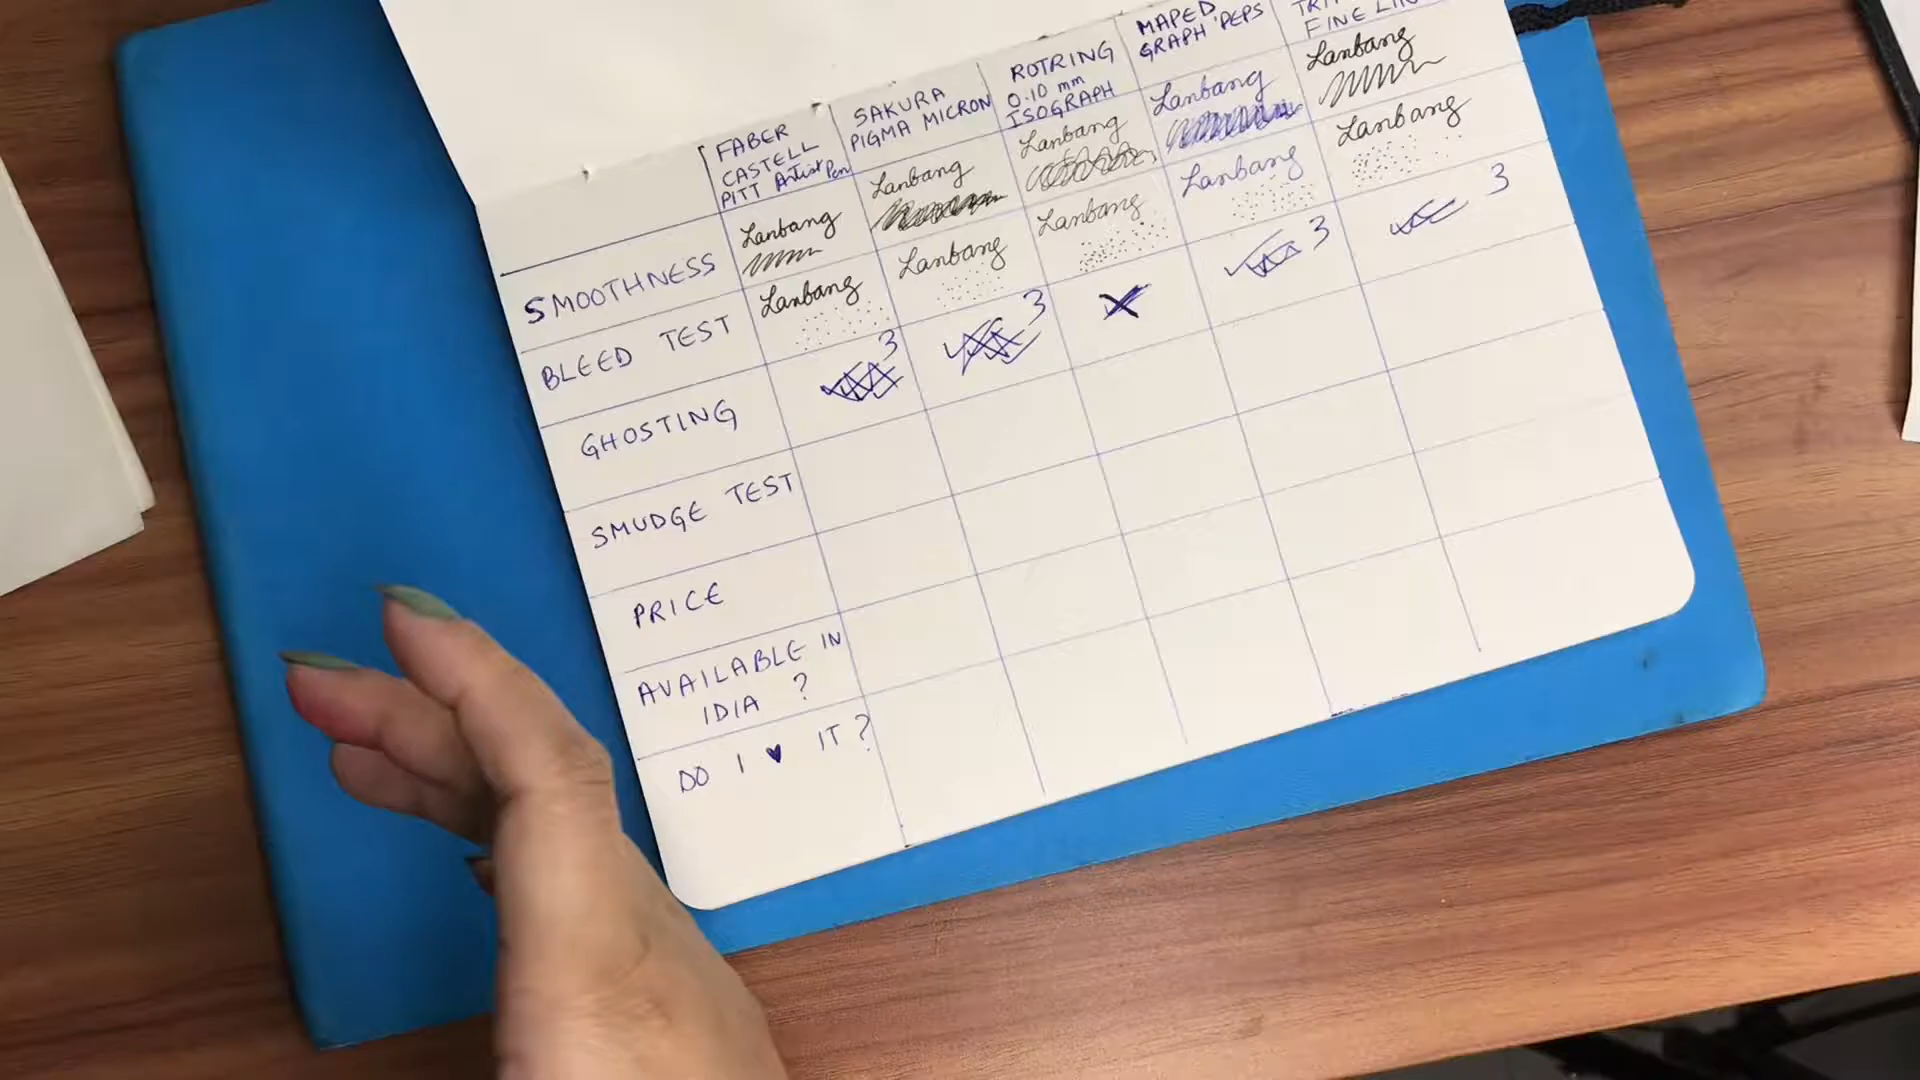 FABER
CASTELL
PITT Artist Pen
SAKURA
PIGMA MICRON
ROTRING
0.10 mm
ISOGRAPH
MAPED
GRAPH 'PEPS
FINE LIN
SMOOTHNESS
Lanbang
Lanbang
Lanbang
Lanbang
Lanbang
BLEED TEST
Lanbang
Lanbang
Lanbang
Lanbang
Lanbang
GHOSTING
3
3
3
3
SMUDGE TEST
PRICE
AVAILABLE IN
IDIA ?
DO I ♥ IT?